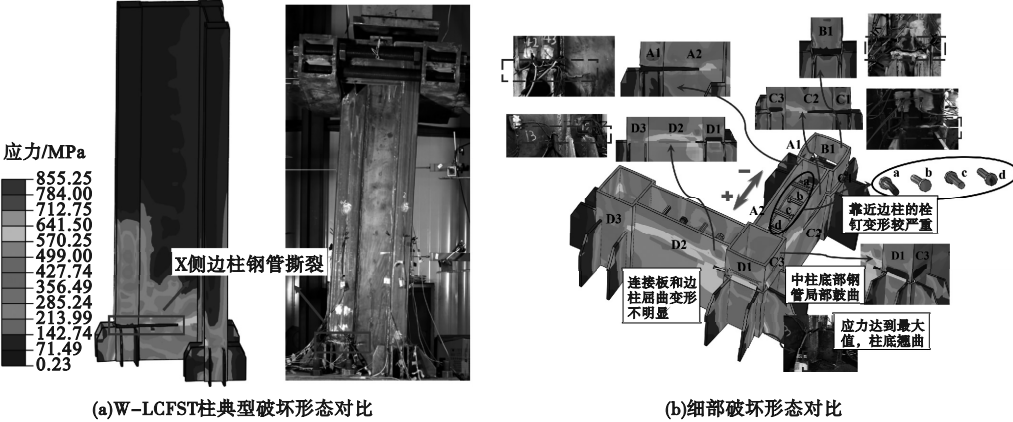 应力/MPa
855.25
784.00
712.75
641.50
570.25
499.00
427.74
356.49
285.24
213.99
142.74
71.49
0.23
X侧边柱钢管撕裂
(a)W-LCFST柱典型破坏形态对比
A1
A2
B1
C3
C2
C1
D3
D2
D1
13
A1
B1
C1
a
b
c
d
A2
C2
C3
D3
D2
D1
a
b
c
d
靠近边柱的栓
钉变形较严重
D1
C3
连接板和边
柱屈曲变形
不明显
中柱底部钢
管局部鼓曲
应力达到最大
值，柱底翘曲
(b)细部破坏形态对比